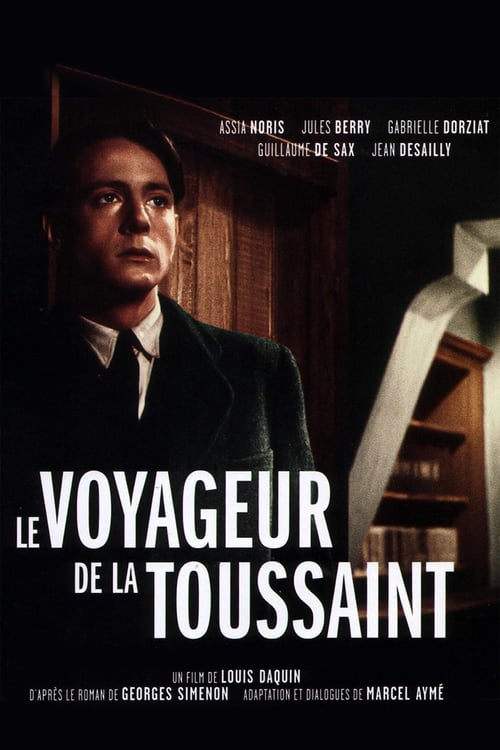 ASSIA NORIS JULES BERRY GABRIELLE DORZIAT
GUILLAUME DE SAX JEAN DESAILLY
LE VOYAGEUR
DE LA TOUSSAINT
UN FILM DE LOUIS DAQUIN
D'APRÈS LE ROMAN DE GEORGES SIMENON ADAPTATION ET DIALOGUES DE MARCEL AYMÉ